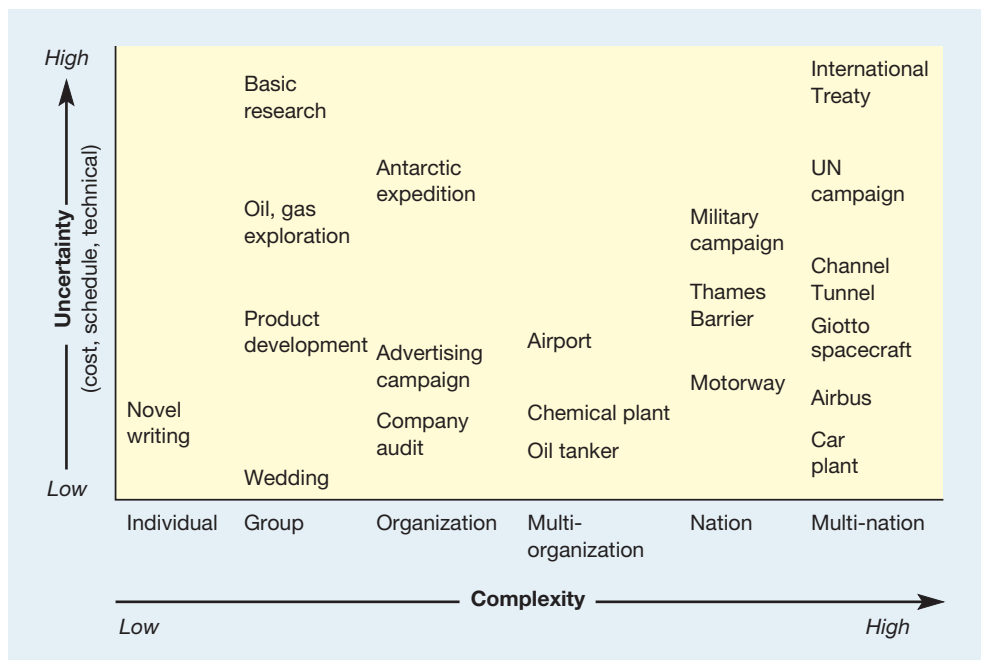 High
Uncertainty
(cost, schedule, technical)
Low
Basic
research
International
Treaty
Antarctic
expedition
UN
campaign
Oil, gas
exploration
Military
campaign
Channel
Tunnel
Thames
Barrier
Product
development
Giotto
spacecraft
Airport
Advertising
campaign
Motorway
Airbus
Novel
writing
Chemical plant
Company
audit
Oil tanker
Car
plant
Wedding
Individual
Group
Organization
Multi-
organization
Nation
Multi-nation
Complexity
Low
High